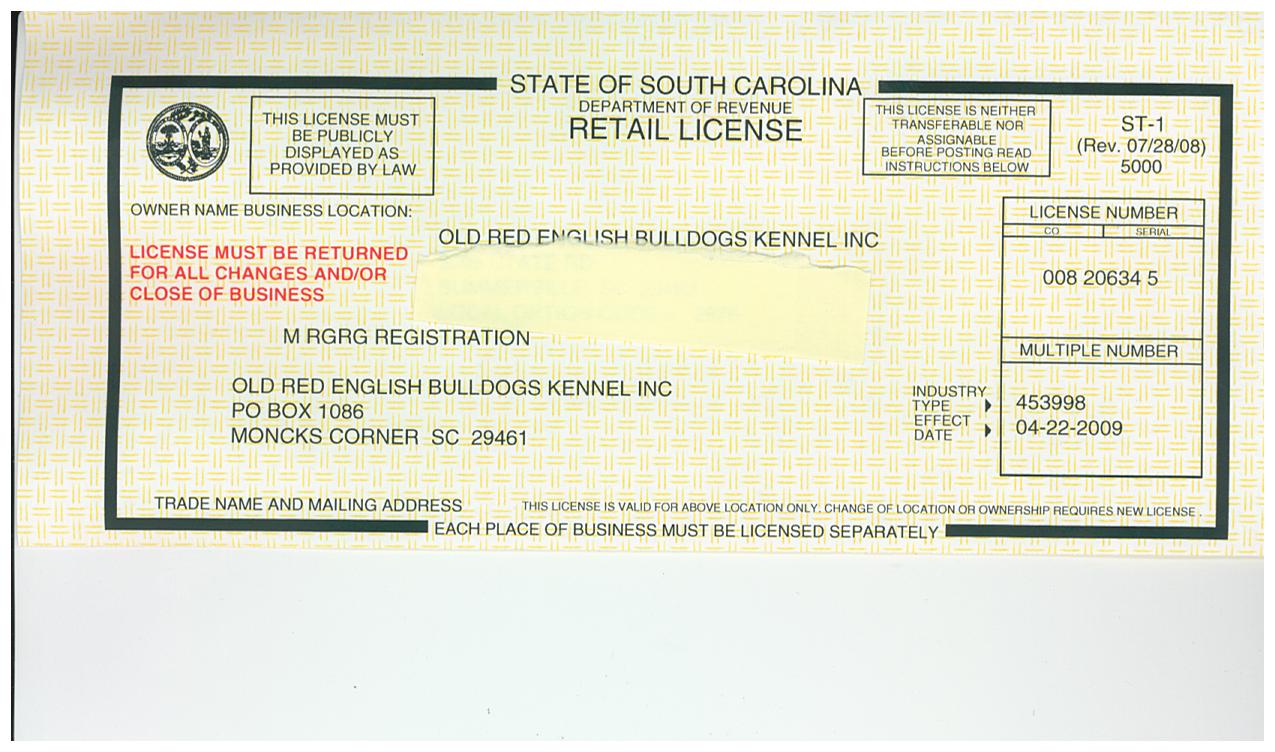 STATE OF SOUTH CAROLINA
DEPARTMENT OF REVENUE
RETAIL LICENSE
THIS LICENSE MUST
BE PUBLICLY
DISPLAYED AS
PROVIDED BY LAW
THIS LICENSE IS NEITHER
TRANSFERABLE NOR
ASSIGNABLE
BEFORE POSTING READ
INSTRUCTIONS BELOW
ST-1
(Rev. 07/28/08)
5000
OWNER NAME BUSINESS LOCATION:
LICENSE MUST BE RETURNED
FOR ALL CHANGES AND/OR
CLOSE OF BUSINESS
OLD RED ENGLISH BULLDOGS KENNEL INC
LICENSE NUMBER
CO SERIAL
008 20634 5
M RGRG REGISTRATION
MULTIPLE NUMBER
OLD RED ENGLISH BULLDOGS KENNEL INC
PO BOX 1086
MONCKS CORNER SC 29461
INDUSTRY
TYPE 453998
EFFECT
DATE 04-22-2009
TRADE NAME AND MAILING ADDRESS
THIS LICENSE IS VALID FOR ABOVE LOCATION ONLY. CHANGE OF LOCATION OR OWNERSHIP REQUIRES NEW LICENSE.
EACH PLACE OF BUSINESS MUST BE LICENSED SEPARATELY